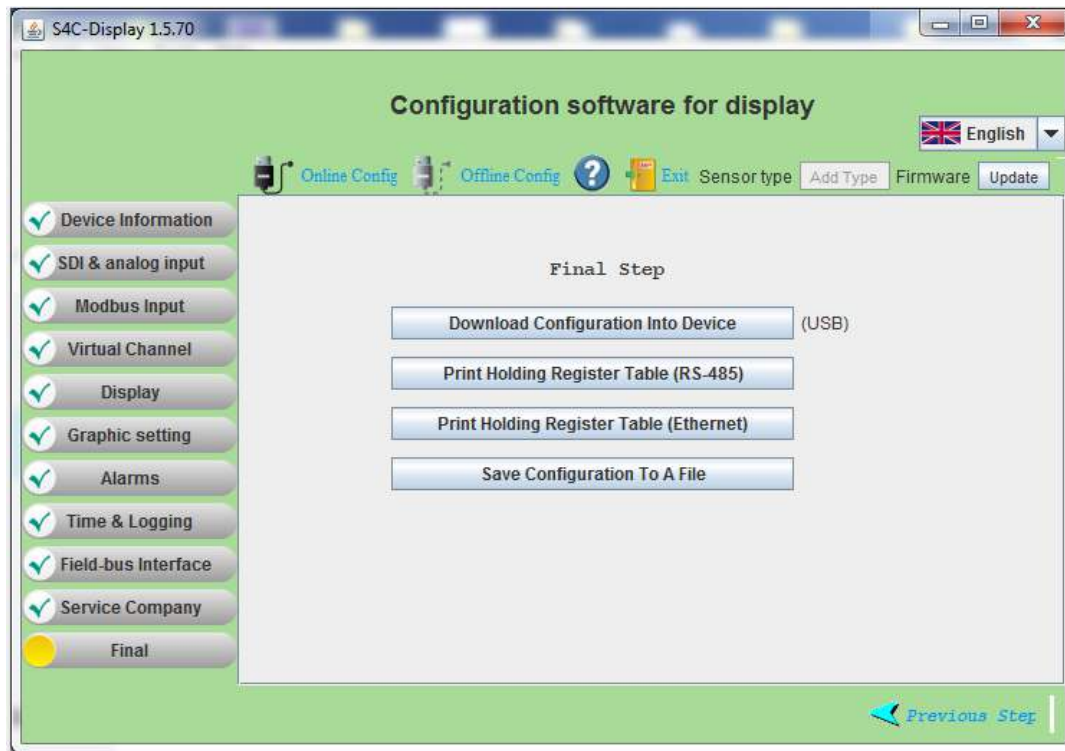 S4C-Display 1.5.70
Configuration software for display
English
Online Config Offline Config ? Exit Sensor type Add Type Firmware Update
Device Information
SDI & analog input
Modbus Input
Virtual Channel
Display
Graphic setting
Alarms
Time & Logging
Field-bus Interface
Service Company
Final
Final Step
Download Configuration Into Device (USB)
Print Holding Register Table (RS-485)
Print Holding Register Table (Ethernet)
Save Configuration To A File
Previous Step